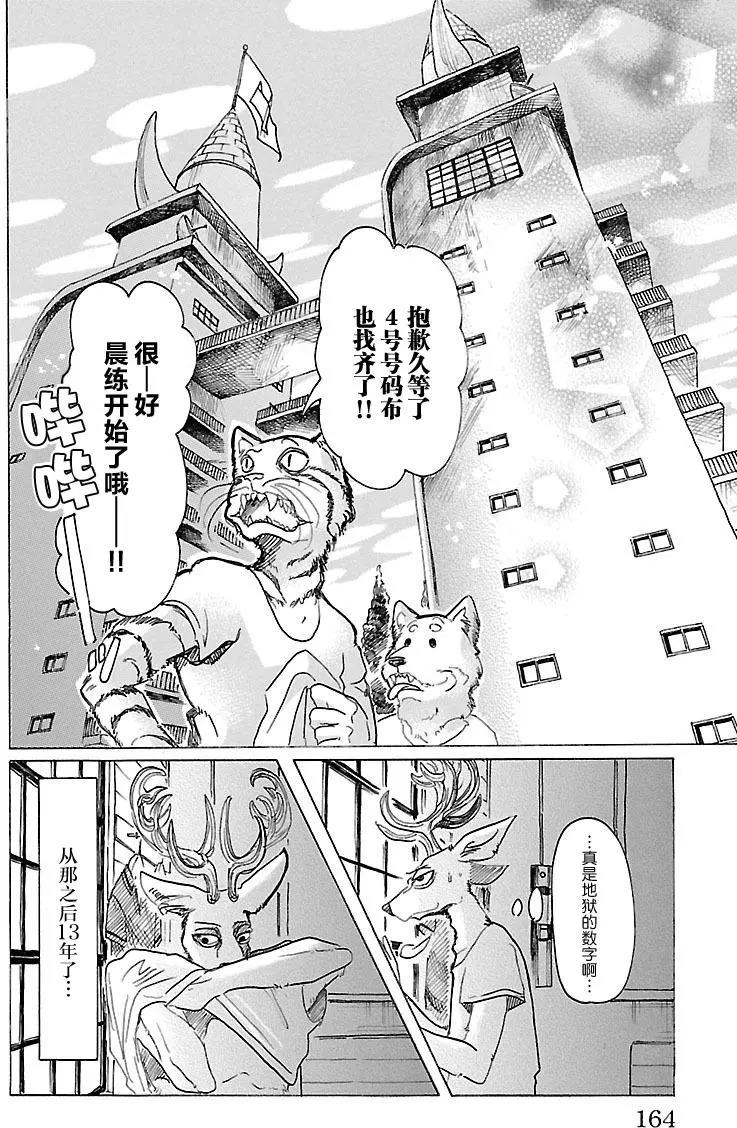 抱歉久等了
4号号码布
也找齐了!!
很—好
晨练开始了哦——!!
哔
哔
…真是地狱的数字啊…
从那之后13年了…
164